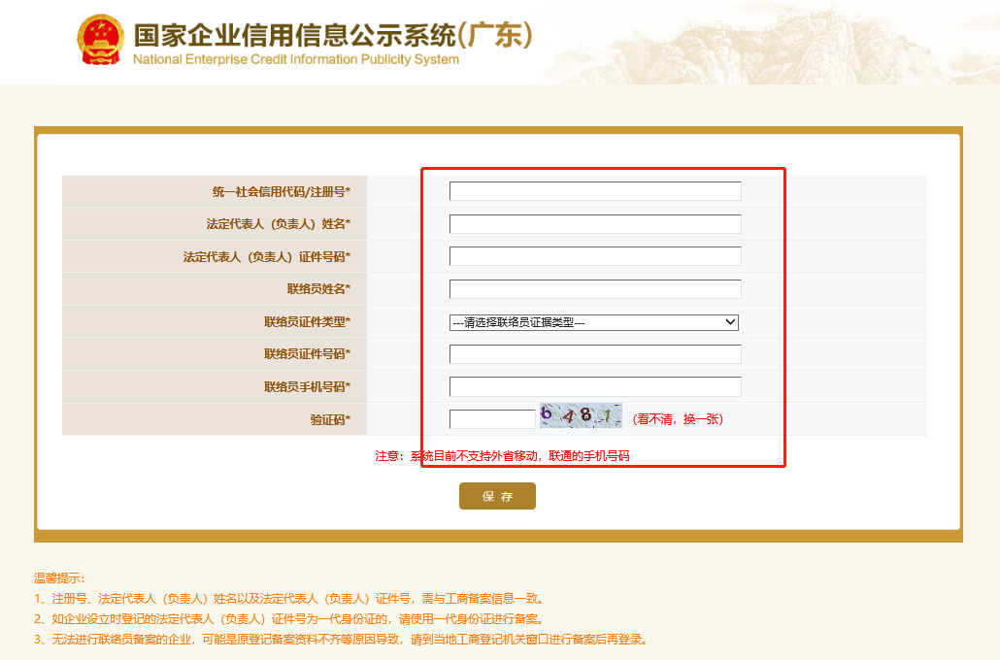 国家企业信用信息公示系统(广东)
National Enterprise Credit Information Publicity System
统一社会信用代码/注册号*
法定代表人（负责人）姓名*
法定代表人（负责人）证件号码*
联络员姓名*
联络员证件类型*
---请选择联络员证据类型---
联络员证件号码*
联络员手机号码*
验证码*
6481
(看不清，换一张)
注意：系统目前不支持外省移动，联通的手机号码
保 存
温馨提示：
1、注册号、法定代表人（负责人）姓名以及法定代表人（负责人）证件号，需与工商备案信息一致。
2、如企业设立时登记的法定代表人（负责人）证件号为一代身份证的，请使用一代身份证进行备案。
3、无法进行联络员备案的企业，可能是原登记备案资料不齐等原因导致，请到当地工商登记机关窗口进行备案后再登录。